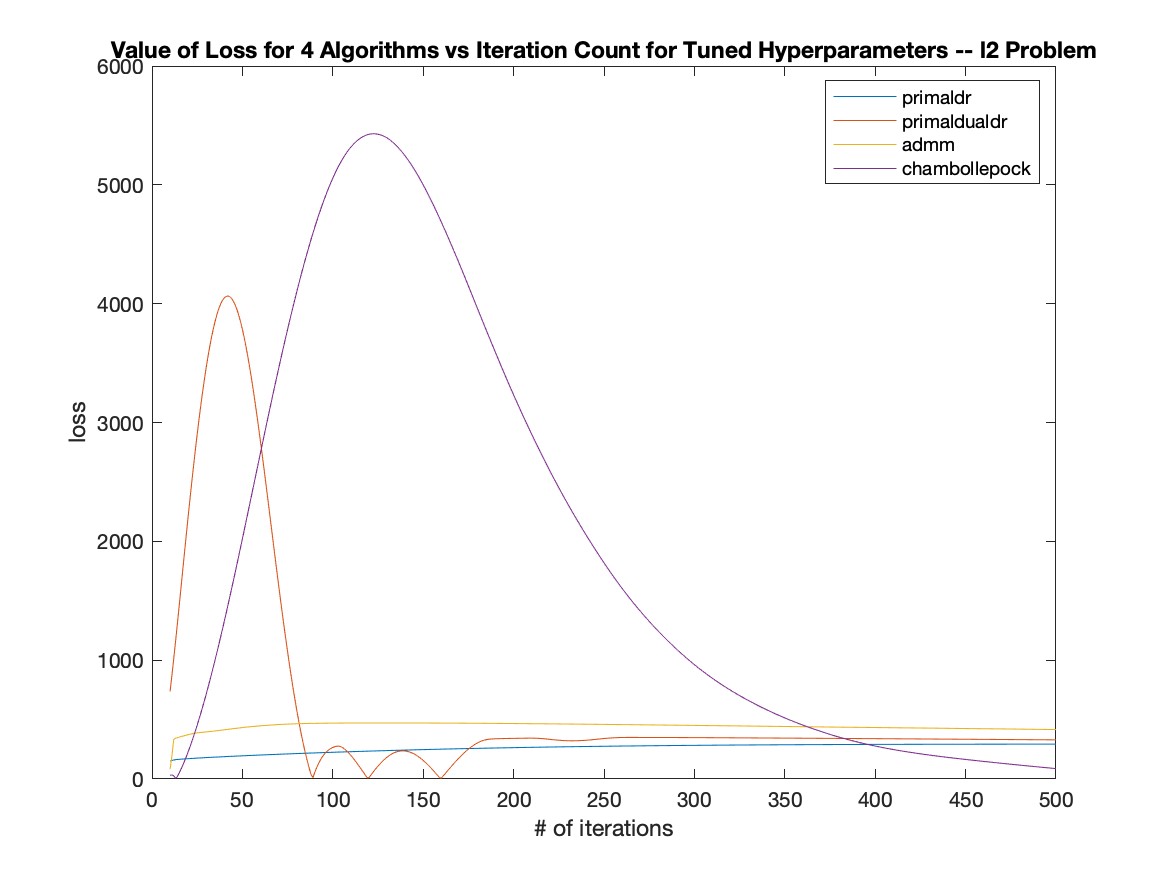 Value of Loss for 4 Algorithms vs Iteration Count for Tuned Hyperparameters -- l2 Problem
6000
5000
4000
3000
2000
1000
0
loss
primaldr
primaldualdr
admm
chambollepock
0 50 100 150 200 250 300 350 400 450 500
# of iterations